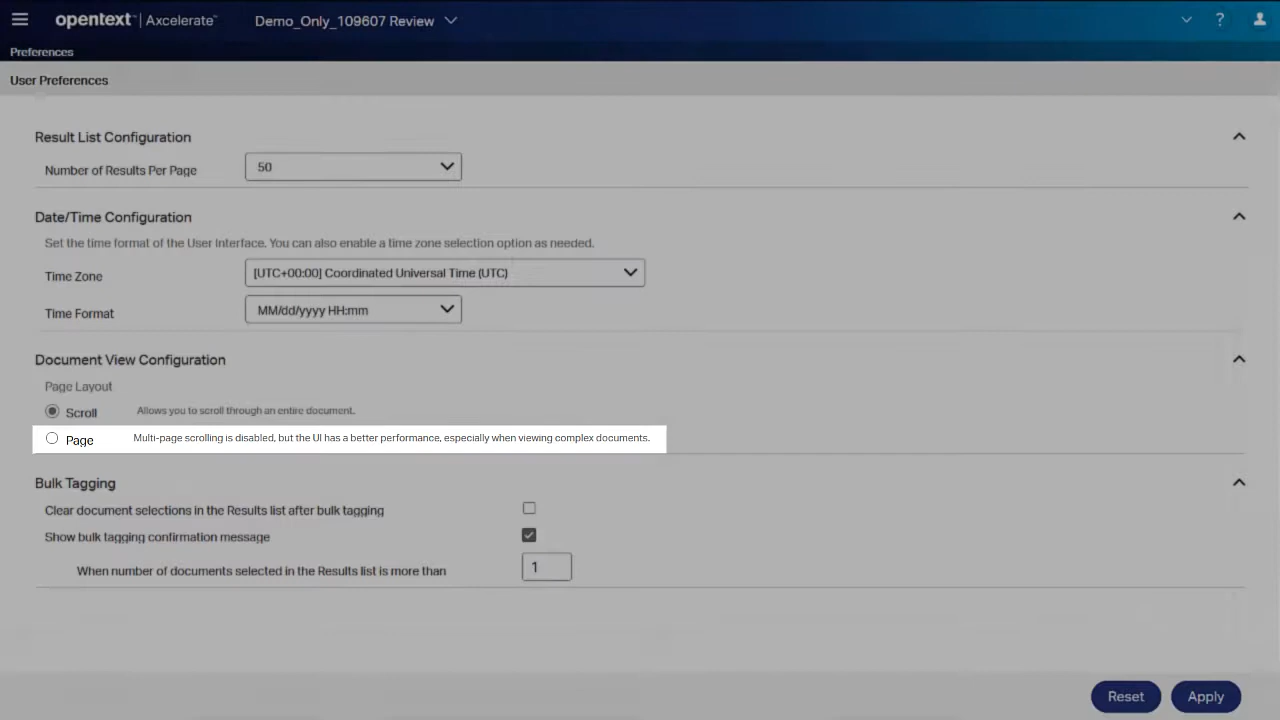 opentext™ | Axcelerate™ Demo_Only_109607 Review ?
Preferences
User Preferences
Result List Configuration
Number of Results Per Page 50
Date/Time Configuration
Set the time format of the User Interface. You can also enable a time zone selection option as needed.
Time Zone [UTC+00:00] Coordinated Universal Time (UTC)
Time Format MM/dd/yyyy HH:mm
Document View Configuration
Page Layout
Scroll Allows you to scroll through an entire document.
Page Multi-page scrolling is disabled, but the UI has a better performance, especially when viewing complex documents.
Bulk Tagging
Clear document selections in the Results list after bulk tagging
Show bulk tagging confirmation message
When number of documents selected in the Results list is more than 1
Reset Apply